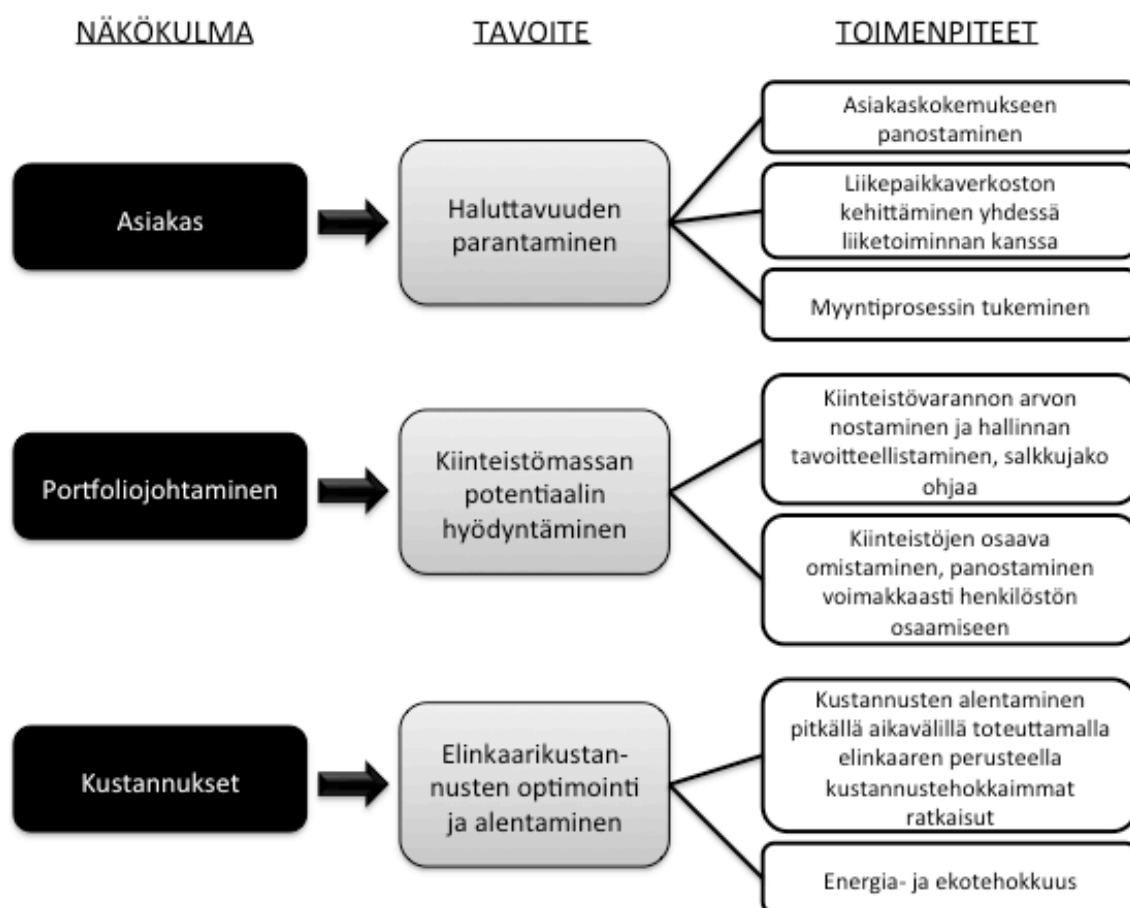 NÄKÖKULMA
TAVOITE
TOIMENPITEET
Asiakas
Haluttavuuden
parantaminen
Asiakaskokemukseen
panostaminen
Liikepaikkaverkoston
kehittäminen yhdessä
liiketoiminnan kanssa
Myyntiprosessin tukeminen
Portfoliojohtaminen
Kiinteistömassan
potentiaalin
hyödyntäminen
Kiinteistövarannon arvon
nostaminen ja hallinnan
tavoitteellistaminen, salkkujako
ohjaa
Kiinteistöjen osaava
omistaminen, panostaminen
voimakkaasti henkilöstön
osaamiseen
Kustannukset
Elinkaarikustan-
nusten optimointi
ja alentaminen
Kustannusten alentaminen
pitkällä aikavälillä toteuttamalla
elinkaaren perusteella
kustannustehokkaimmat
ratkaisut
Energia- ja ekotehokkuus